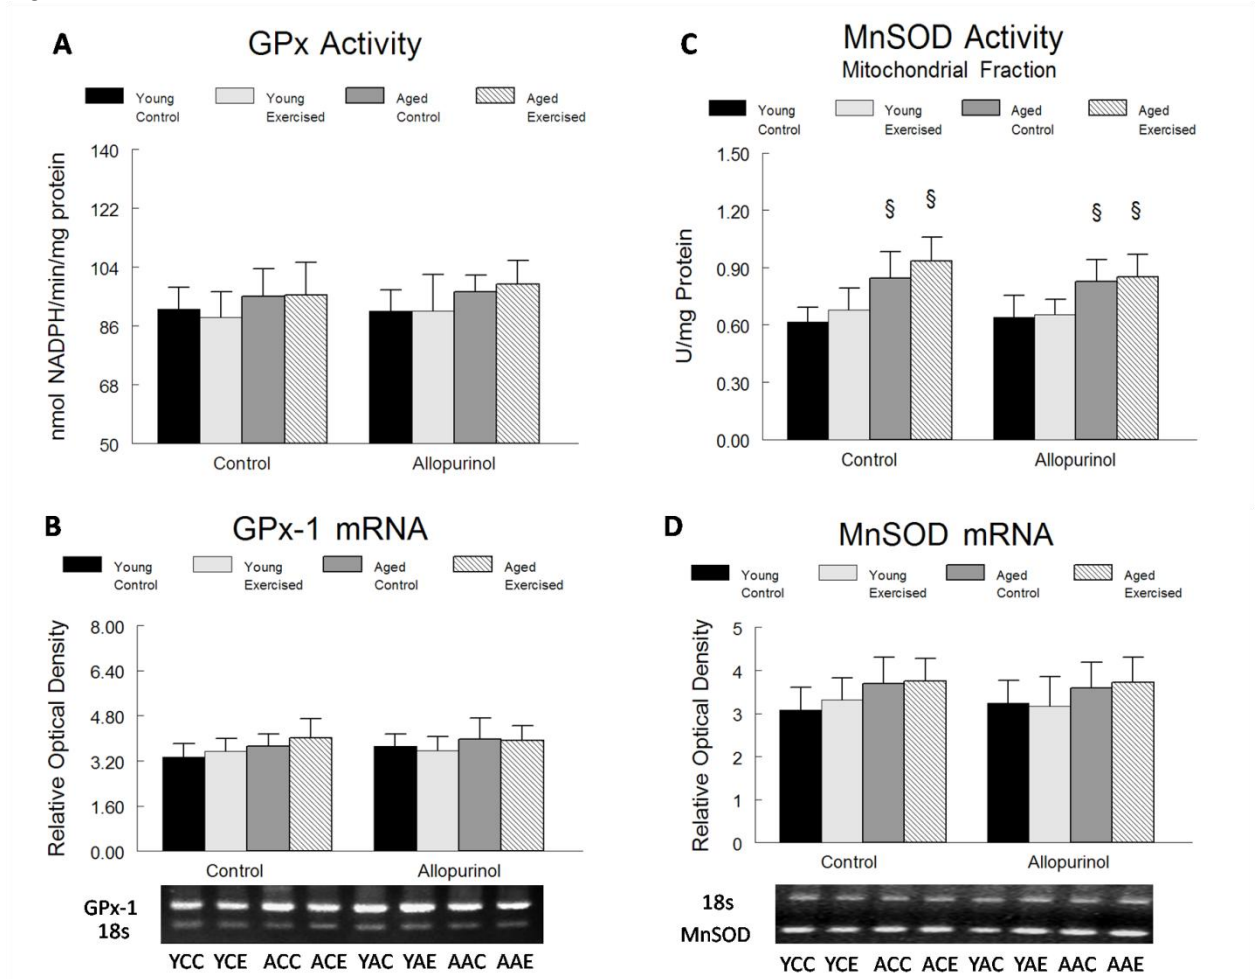 A
GPx Activity
Young Control
Young Exercised
Aged Control
Aged Exercised
nmol NADPH/min/mg protein
140
122
104
86
68
50
Control
Allopurinol
C
MnSOD Activity
Mitochondrial Fraction
Young Control
Young Exercised
Aged Control
Aged Exercised
U/mg Protein
1.50
1.20
0.90
0.60
0.30
0.00
§ § § §
Control
Allopurinol
B
GPx-1 mRNA
Young Control
Young Exercised
Aged Control
Aged Exercised
Relative Optical Density
8.00
6.40
4.80
3.20
1.60
0.00
Control
Allopurinol
GPx-1
18s
YCC YCE ACC ACE YAC YAE AAC AAE
D
MnSOD mRNA
Young Control
Young Exercised
Aged Control
Aged Exercised
Relative Optical Density
5
4
3
2
1
0
Control
Allopurinol
18s
MnSOD
YCC YCE ACC ACE YAC YAE AAC AAE